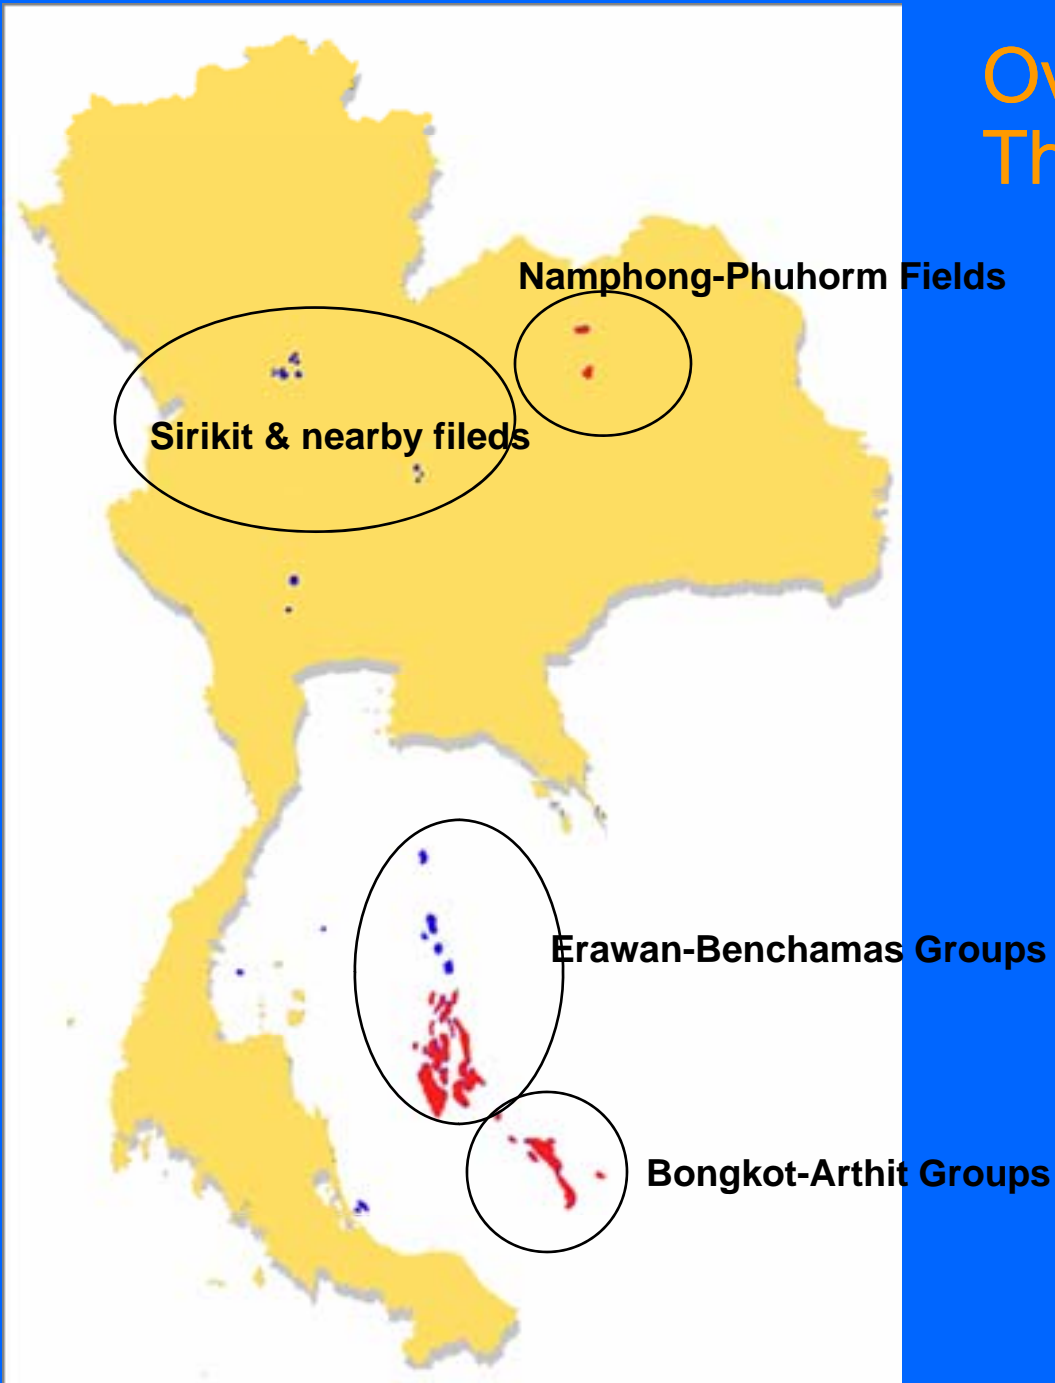 Namphong-Phuhorm Fields
Sirikit & nearby fileds
Erawan-Benchamas Groups
Bongkot-Arthit Groups